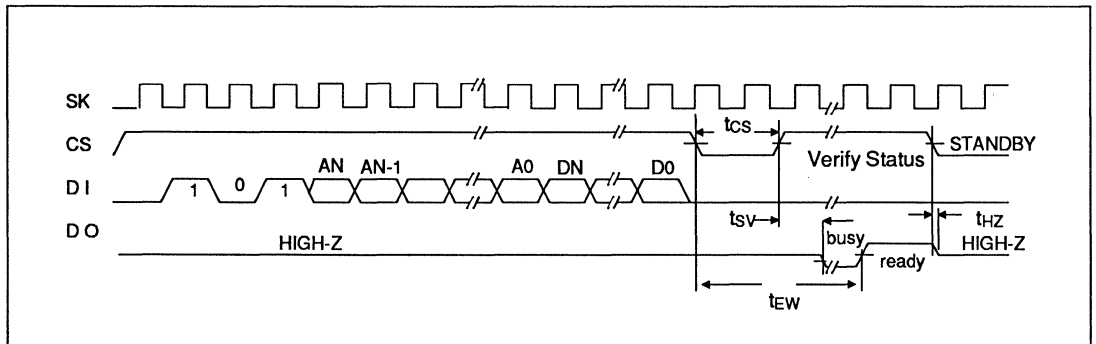 SK
CS
tCS
STANDBY
Verify Status
DI
1 0 1 AN AN-1 A0 DN D0
tSV
tHZ
DO
HIGH-Z
busy
ready
HIGH-Z
tEW